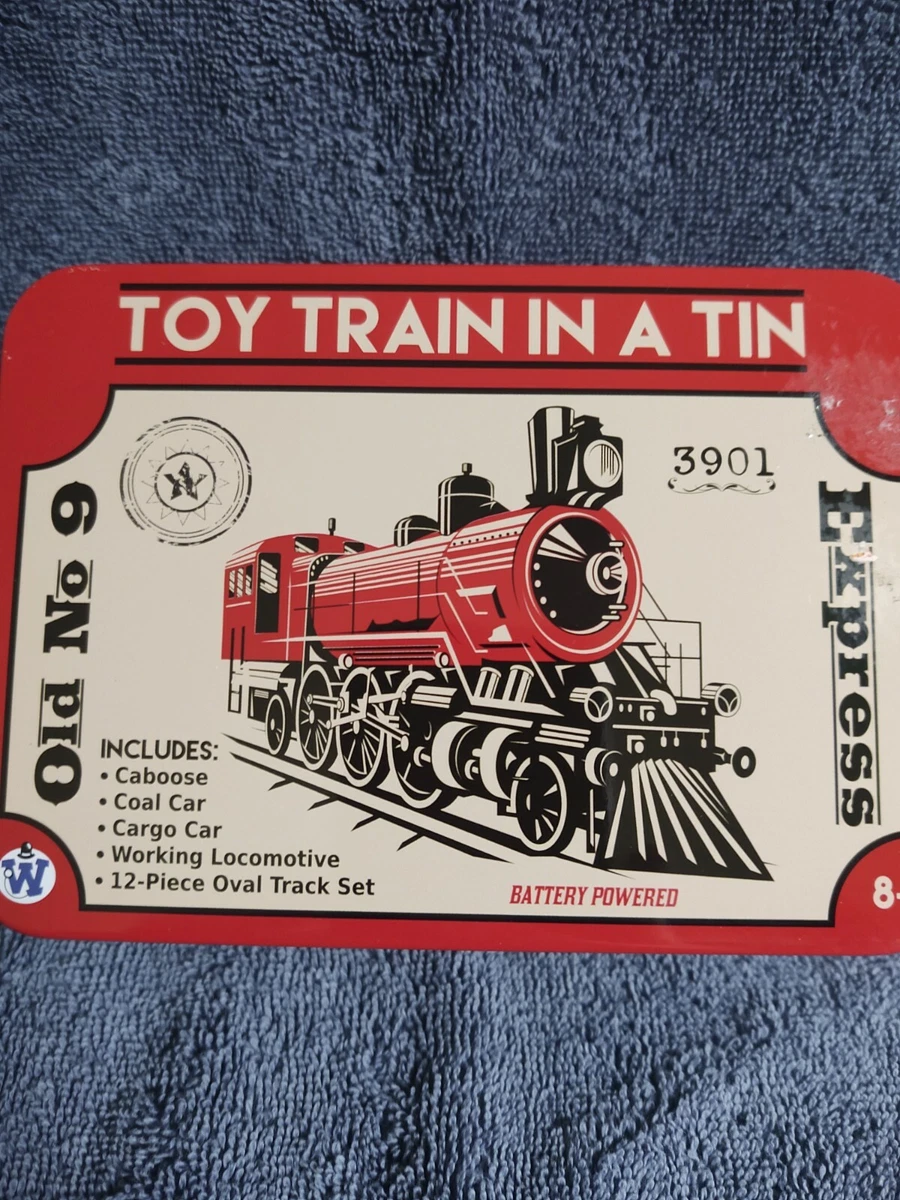 TOY TRAIN IN A TIN
3901
Old No 9
Express
INCLUDES:
• Caboose
• Coal Car
• Cargo Car
• Working Locomotive
• 12-Piece Oval Track Set
BATTERY POWERED
W
8-